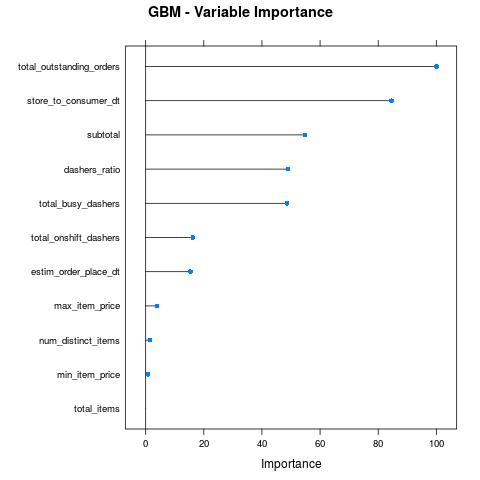 GBM - Variable Importance
total_outstanding_orders
store_to_consumer_dt
subtotal
dashers_ratio
total_busy_dashers
total_onshift_dashers
estim_order_place_dt
max_item_price
num_distinct_items
min_item_price
total_items
0 20 40 60 80 100
Importance